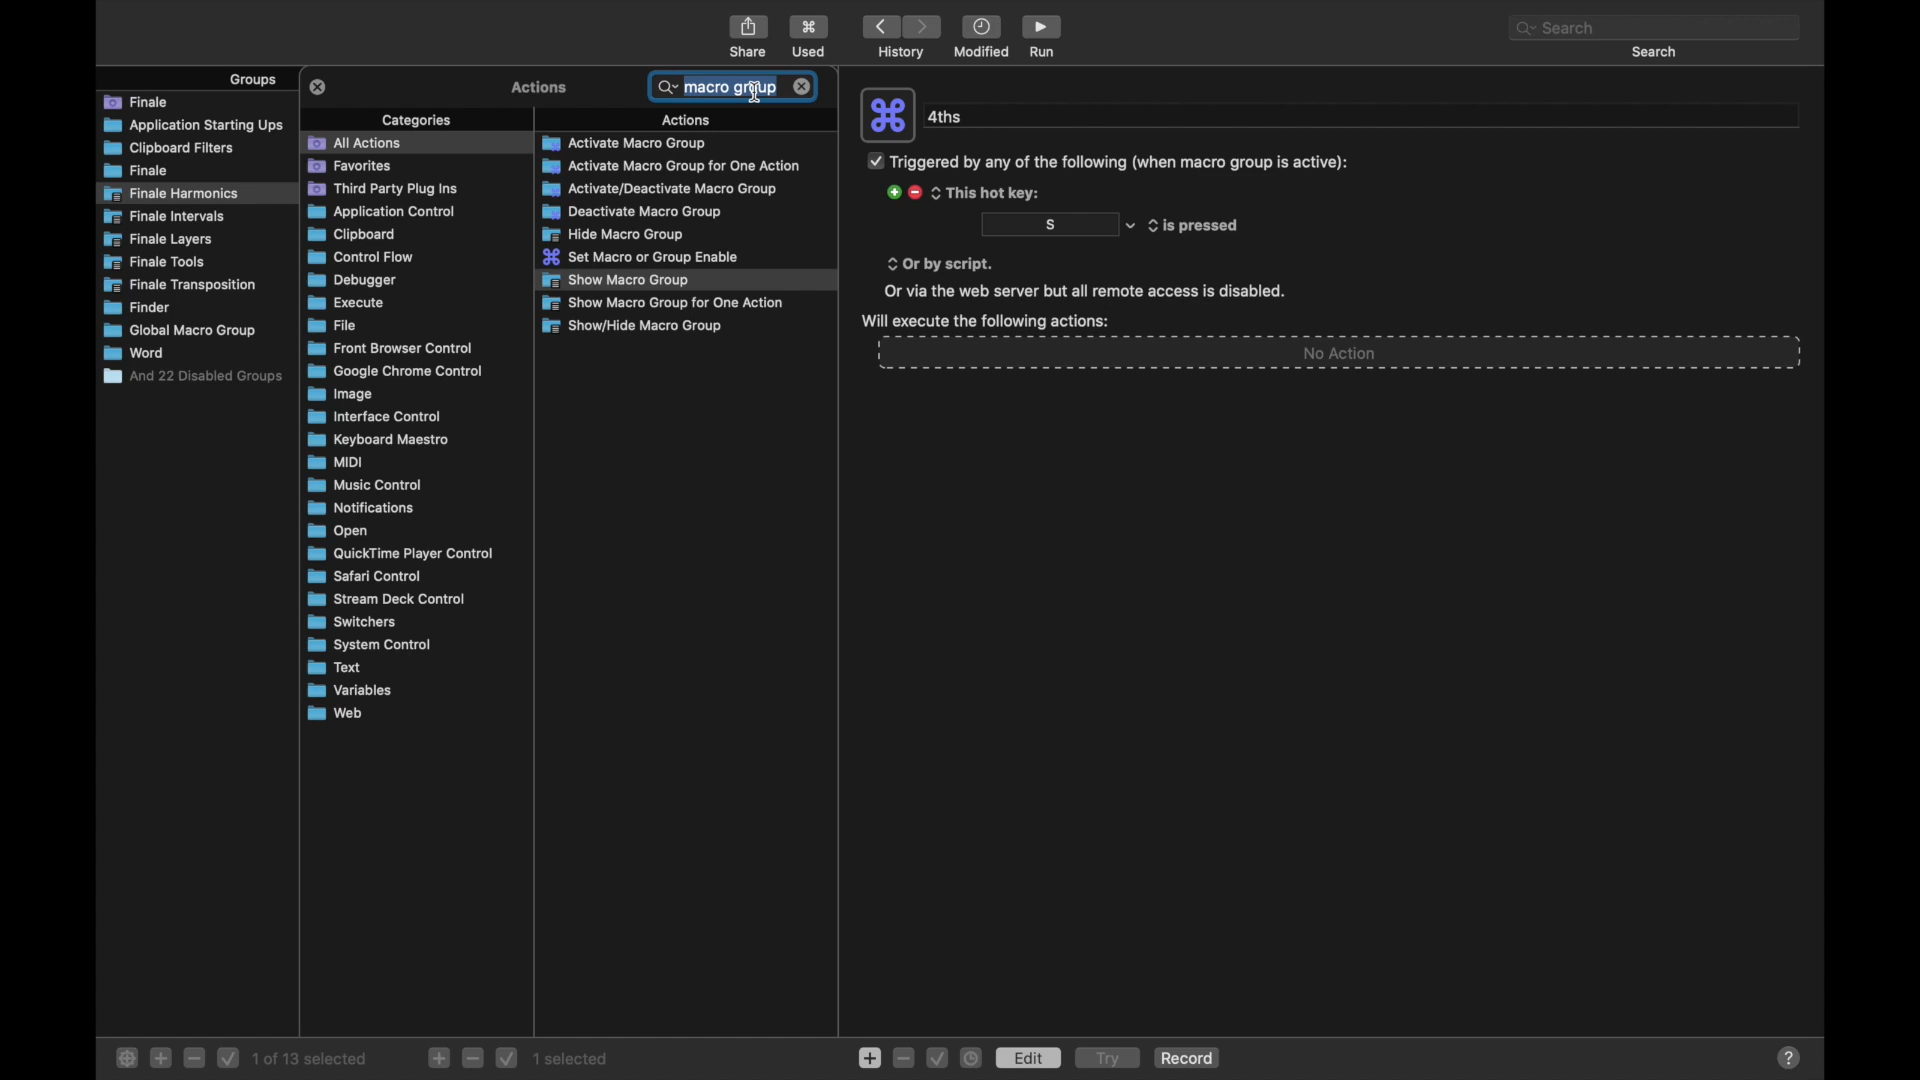 Share
Used
History
Modified
Run
Search
Search
Groups
Finale
Application Starting Ups
Clipboard Filters
Finale
Finale Harmonics
Finale Intervals
Finale Layers
Finale Tools
Finale Transposition
Finder
Global Macro Group
Word
And 22 Disabled Groups
Actions
macro group
Categories
All Actions
Favorites
Third Party Plug Ins
Application Control
Clipboard
Control Flow
Debugger
Execute
File
Front Browser Control
Google Chrome Control
Image
Interface Control
Keyboard Maestro
MIDI
Music Control
Notifications
Open
QuickTime Player Control
Safari Control
Stream Deck Control
Switchers
System Control
Text
Variables
Web
Actions
Activate Macro Group
Activate Macro Group for One Action
Activate/Deactivate Macro Group
Deactivate Macro Group
Hide Macro Group
Set Macro or Group Enable
Show Macro Group
Show Macro Group for One Action
Show/Hide Macro Group
4ths
Triggered by any of the following (when macro group is active):
This hot key:
S
is pressed
Or by script.
Or via the web server but all remote access is disabled.
Will execute the following actions:
No Action
1 of 13 selected
1 selected
Edit
Try
Record
?